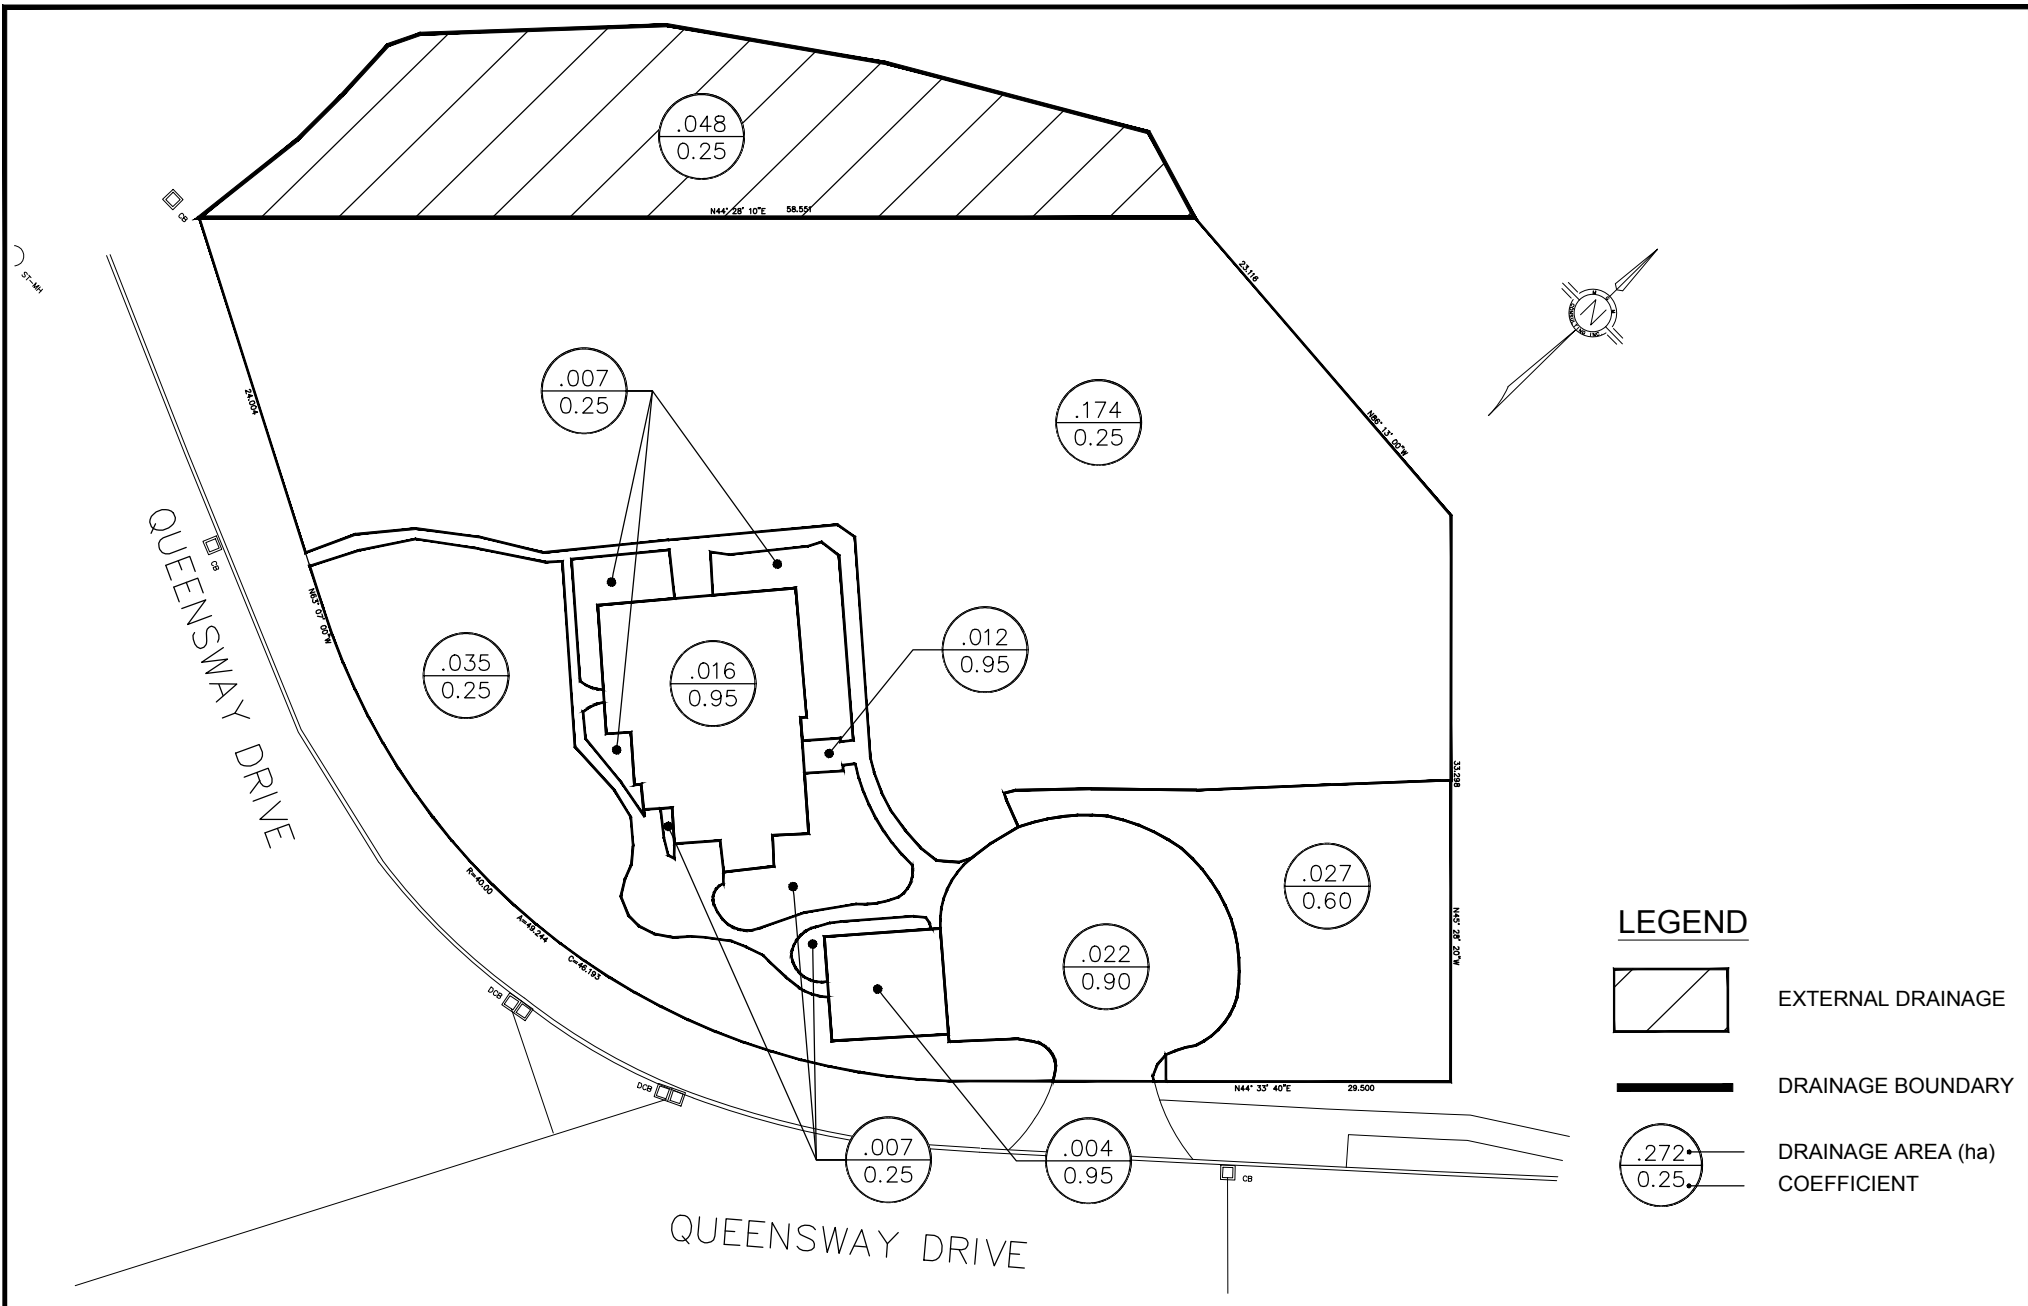 .048
0.25
N44° 28' 10"E 58.551
CB
ST-MH
23.116
.007
0.25
.174
0.25
24.004
N86° 13' 00"W
QUEENSWAY DRIVE
CB
N63° 07' 00"W
.035
0.25
.016
0.95
.012
0.95
33.298
.027
0.60
R=40.00
A=49.244
C=46.193
N45° 28' 20"W
.022
0.90
DCB
DCB
N44° 33' 40"E 29.500
.007
0.25
.004
0.95
CB
QUEENSWAY DRIVE
LEGEND
EXTERNAL DRAINAGE
DRAINAGE BOUNDARY
.272
0.25
DRAINAGE AREA (ha)
COEFFICIENT